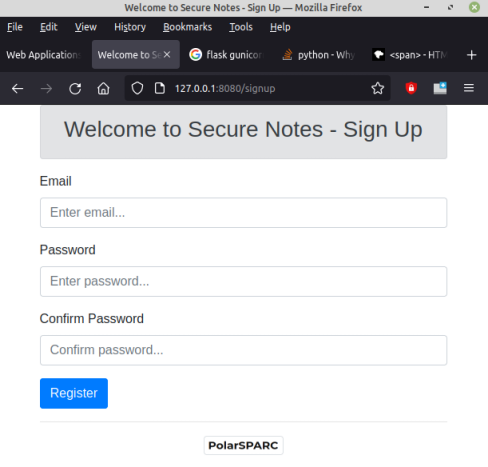 Welcome to Secure Notes - Sign Up — Mozilla Firefox
File Edit View History Bookmarks Tools Help
Web Application Welcome to Se flask gunicor python - Why <span> - HTM
127.0.0.1:8080/signup
Welcome to Secure Notes - Sign Up
Email
Enter email...
Password
Enter password...
Confirm Password
Confirm password...
Register
PolarSPARC